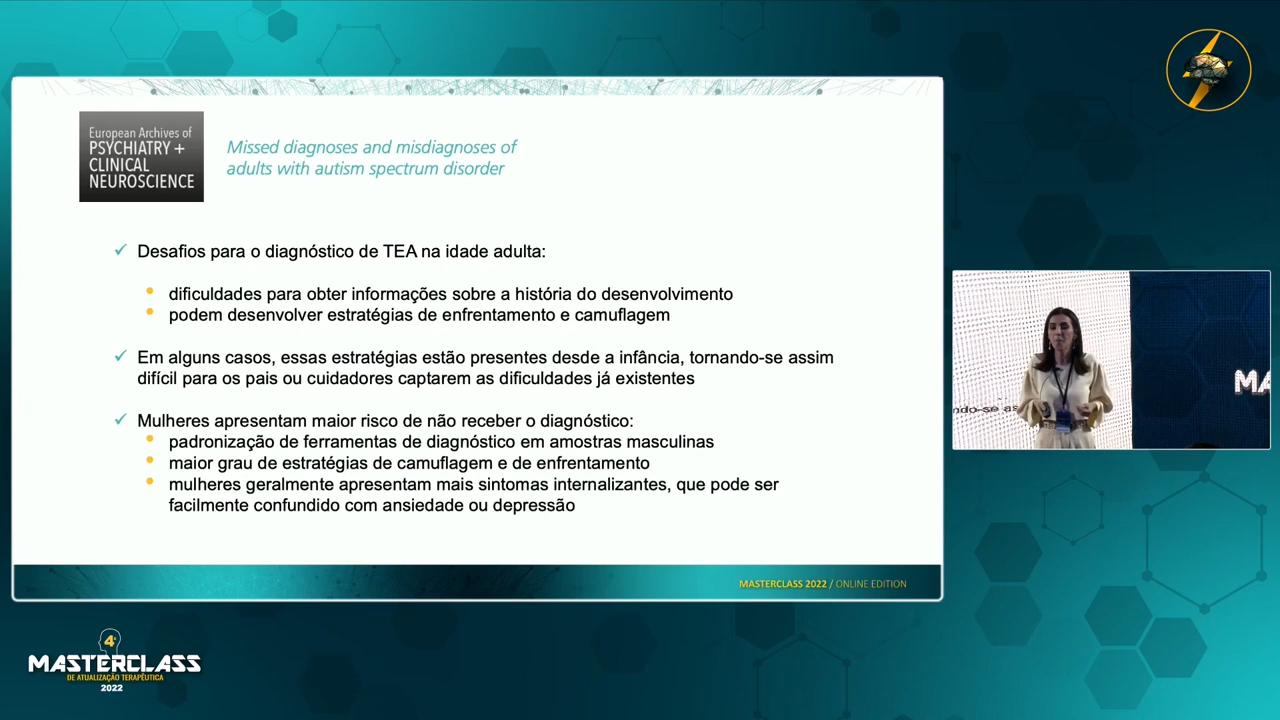 European Archives of
PSYCHIATRY +
CLINICAL
NEUROSCIENCE
Missed diagnoses and misdiagnoses of
adults with autism spectrum disorder
✓ Desafios para o diagnóstico de TEA na idade adulta:
• dificuldades para obter informações sobre a história do desenvolvimento
• podem desenvolver estratégias de enfrentamento e camuflagem
✓ Em alguns casos, essas estratégias estão presentes desde a infância, tornando-se assim
difícil para os pais ou cuidadores captarem as dificuldades já existentes
✓ Mulheres apresentam maior risco de não receber o diagnóstico:
• padronização de ferramentas de diagnóstico em amostras masculinas
• maior grau de estratégias de camuflagem e de enfrentamento
• mulheres geralmente apresentam mais sintomas internalizantes, que pode ser
facilmente confundido com ansiedade ou depressão
MASTERCLASS 2022 / ONLINE EDITION
ndo-se as
MA
4ª
MASTERCLASS
DE ATUALIZAÇÃO TERAPÊUTICA
2022